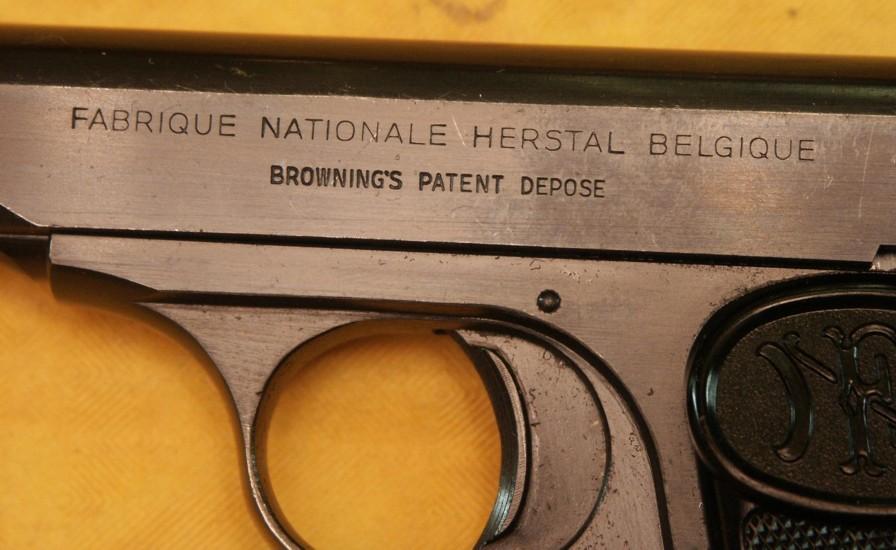 FABRIQUE NATIONALE HERSTAL BELGIQUE
BROWNING'S PATENT DEPOSE